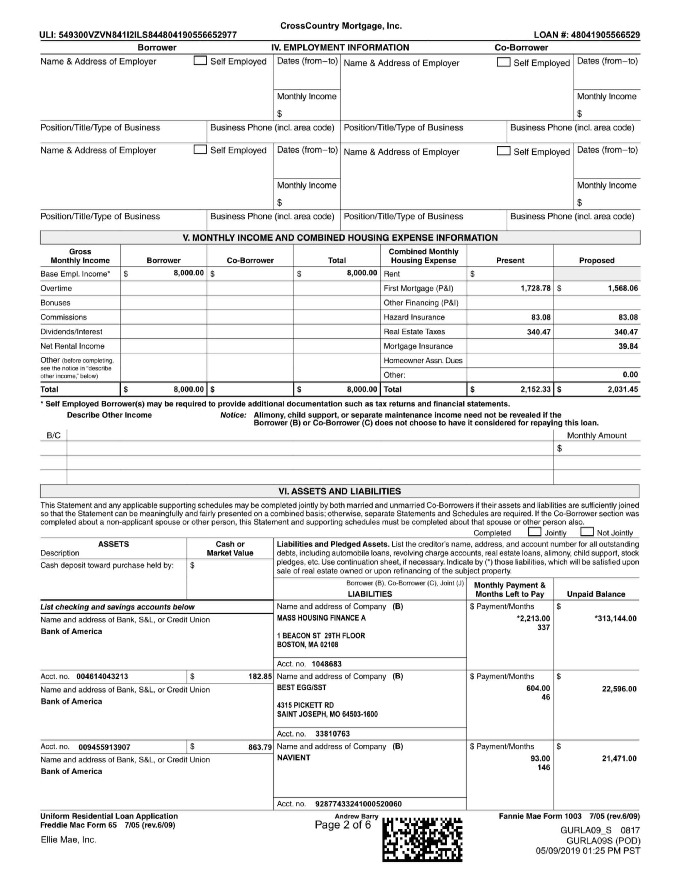 CrossCountry Mortgage, Inc.
ULI: 549300VZVN841I2ILS844804190556652977 LOAN #: 48041905566529
Borrower IV. EMPLOYMENT INFORMATION Co-Borrower
Name & Address of Employer Self Employed Dates (from–to) Name & Address of Employer Self Employed Dates (from–to)
Monthly Income Monthly Income
$ $
Position/Title/Type of Business Business Phone (incl. area code) Position/Title/Type of Business Business Phone (incl. area code)
Name & Address of Employer Self Employed Dates (from–to) Name & Address of Employer Self Employed Dates (from–to)
Monthly Income Monthly Income
$ $
Position/Title/Type of Business Business Phone (incl. area code) Position/Title/Type of Business Business Phone (incl. area code)
V. MONTHLY INCOME AND COMBINED HOUSING EXPENSE INFORMATION
Gross Combined Monthly
Monthly Income Borrower Co-Borrower Total Housing Expense Present Proposed
Base Empl. Income* $ 8,000.00 $ $ 8,000.00 Rent $
Overtime First Mortgage (P&I) 1,728.78 $ 1,568.06
Bonuses Other Financing (P&I)
Commissions Hazard Insurance 83.08 83.08
Dividends/Interest Real Estate Taxes 340.47 340.47
Net Rental Income Mortgage Insurance 39.84
Other (before completing, Homeowner Assn. Dues
see the notice in "describe
other income," below) Other: 0.00
Total $ 8,000.00 $ $ 8,000.00 Total $ 2,152.33 $ 2,031.45
* Self Employed Borrower(s) may be required to provide additional documentation such as tax returns and financial statements.
Describe Other Income Notice: Alimony, child support, or separate maintenance income need not be revealed if the
Borrower (B) or Co-Borrower (C) does not choose to have it considered for repaying this loan.
B/C Monthly Amount
$
VI. ASSETS AND LIABILITIES
This Statement and any applicable supporting schedules may be completed jointly by both married and unmarried Co-Borrowers if their assets and liabilities are sufficiently joined
so that the Statement can be meaningfully and fairly presented on a combined basis; otherwise, separate Statements and Schedules are required. If the Co-Borrower section was
completed about a non-applicant spouse or other person, this Statement and supporting schedules must be completed about that spouse or other person also.
Completed Jointly Not Jointly
ASSETS Cash or Liabilities and Pledged Assets. List the creditor's name, address, and account number for all outstanding
Description Market Value debts, including automobile loans, revolving charge accounts, real estate loans, alimony, child support, stock
Cash deposit toward purchase held by: $ pledges, etc. Use continuation sheet, if necessary. Indicate by (*) those liabilities, which will be satisfied upon
sale of real estate owned or upon refinancing of the subject property.
Borrower (B), Co-Borrower (C), Joint (J) Monthly Payment &
LIABILITIES Months Left to Pay Unpaid Balance
List checking and savings accounts below Name and address of Company (B) $ Payment/Months $
Name and address of Bank, S&L, or Credit Union MASS HOUSING FINANCE A *2,213.00 *313,144.00
Bank of America 337
1 BEACON ST 29TH FLOOR
BOSTON, MA 02108
Acct. no. 1048683
Acct. no. 004614043213 $ 182.85 Name and address of Company (B) $ Payment/Months $
Name and address of Bank, S&L, or Credit Union BEST EGG/SST 604.00 22,596.00
Bank of America 46
4315 PICKETT RD
SAINT JOSEPH, MO 64503-1600
Acct. no. 33810763
Acct. no. 009455913907 $ 863.79 Name and address of Company (B) $ Payment/Months $
Name and address of Bank, S&L, or Credit Union NAVIENT 93.00 21,471.00
Bank of America 146
Acct. no. 92877433241000520060
Uniform Residential Loan Application Andrew Barry Fannie Mae Form 1003 7/05 (rev.6/09)
Freddie Mac Form 65 7/05 (rev.6/09) Page 2 of 6
GURLA09_S 0817
Ellie Mae, Inc. GURLA09S (POD)
05/09/2019 01:25 PM PST